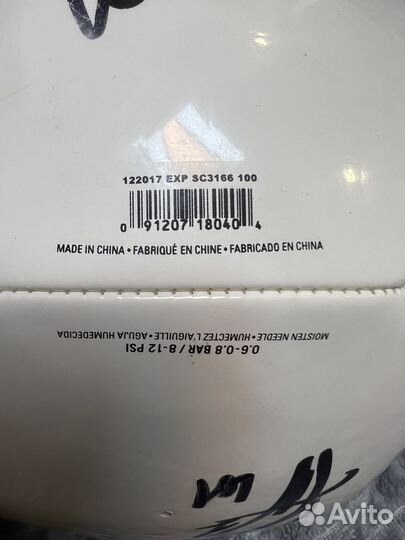 122017 EXP SC3166 100
0 91207 18040 4
MADE IN CHINA • FABRIQUÉ EN CHINE • FABRICADO EN CHINA
0.6-0.8 BAR / 8-12 PSI
MOISTEN NEEDLE • HUMECTEZ L'AIGUILLE • AGUJA HUMEDECIDA
Avito